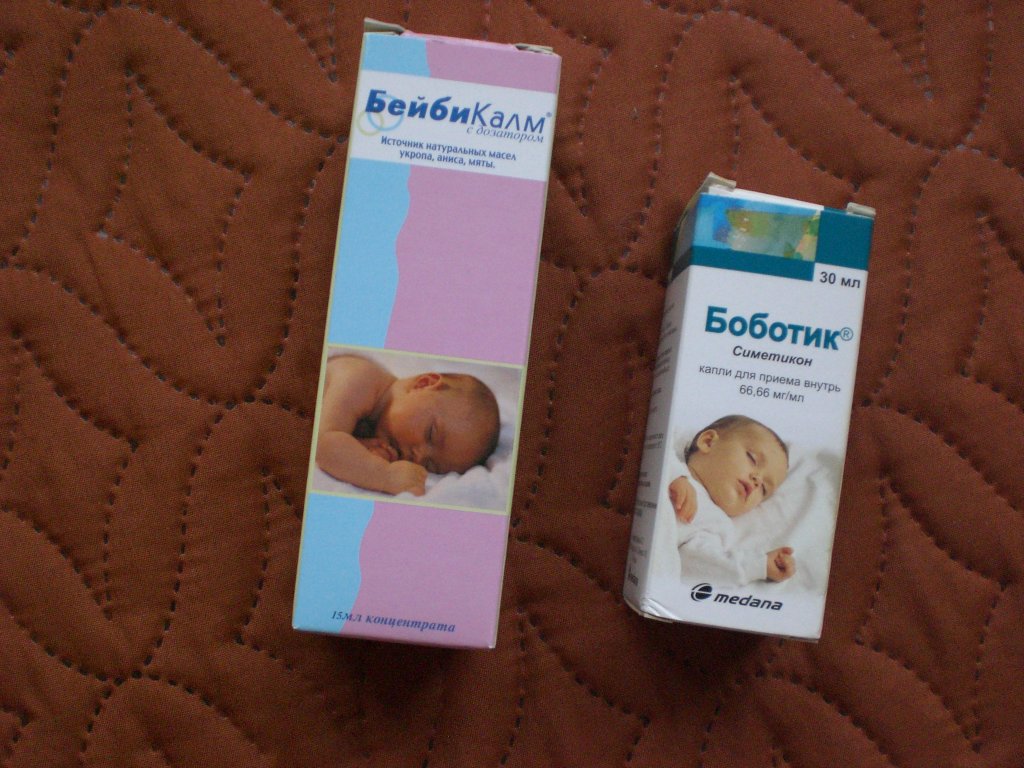 БейбиКалм®
с дозатором
Источник натуральных масел
укропа, аниса, мяты.
15мл концентрата
30 мл
Боботик®
Симетикон
капли для приема внутрь
66,66 мг/мл
medana